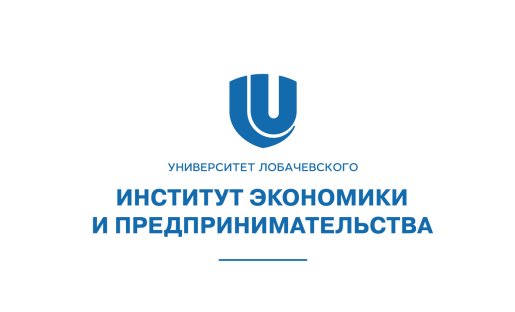 УНИВЕРСИТЕТ ЛОБАЧЕВСКОГО
ИНСТИТУТ ЭКОНОМИКИ
И ПРЕДПРИНИМАТЕЛЬСТВА